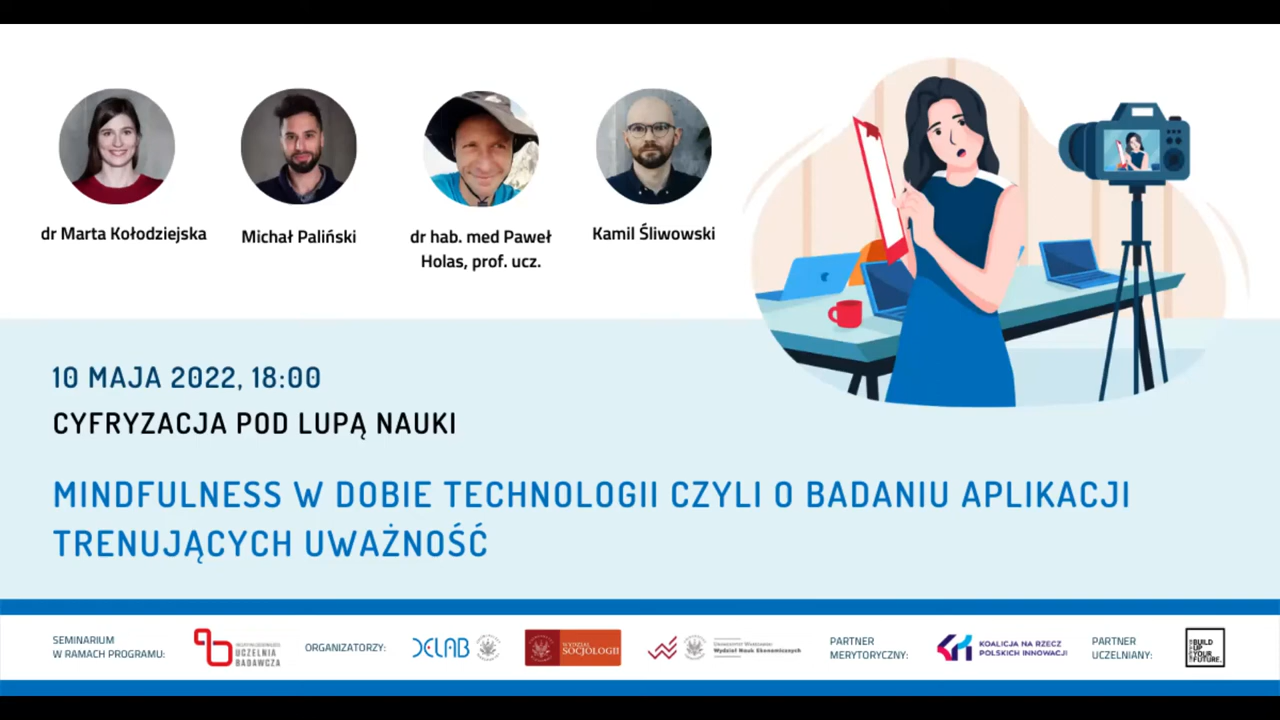 dr Marta Kołodziejska
Michał Paliński
dr hab. med Paweł
Holas, prof. ucz.
Kamil Śliwowski
10 MAJA 2022, 18:00
CYFRYZACJA POD LUPĄ NAUKI
MINDFULNESS W DOBIE TECHNOLOGII CZYLI O BADANIU APLIKACJI
TRENUJĄCYCH UWAŻNOŚĆ
SEMINARIUM
W RAMACH PROGRAMU:
UCZELNIA
BADAWCZA
ORGANIZATORZY:
DELAB
WYDZIAŁ
SOCJOLOGII
Uniwersytet Warszawski
Wydział Nauk Ekonomicznych
PARTNER
MERYTORYCZNY:
KOALICJA NA RZECZ
POLSKICH INNOWACJI
PARTNER
UCZELNIANY:
BUILD
UP
YOUR
FUTURE.